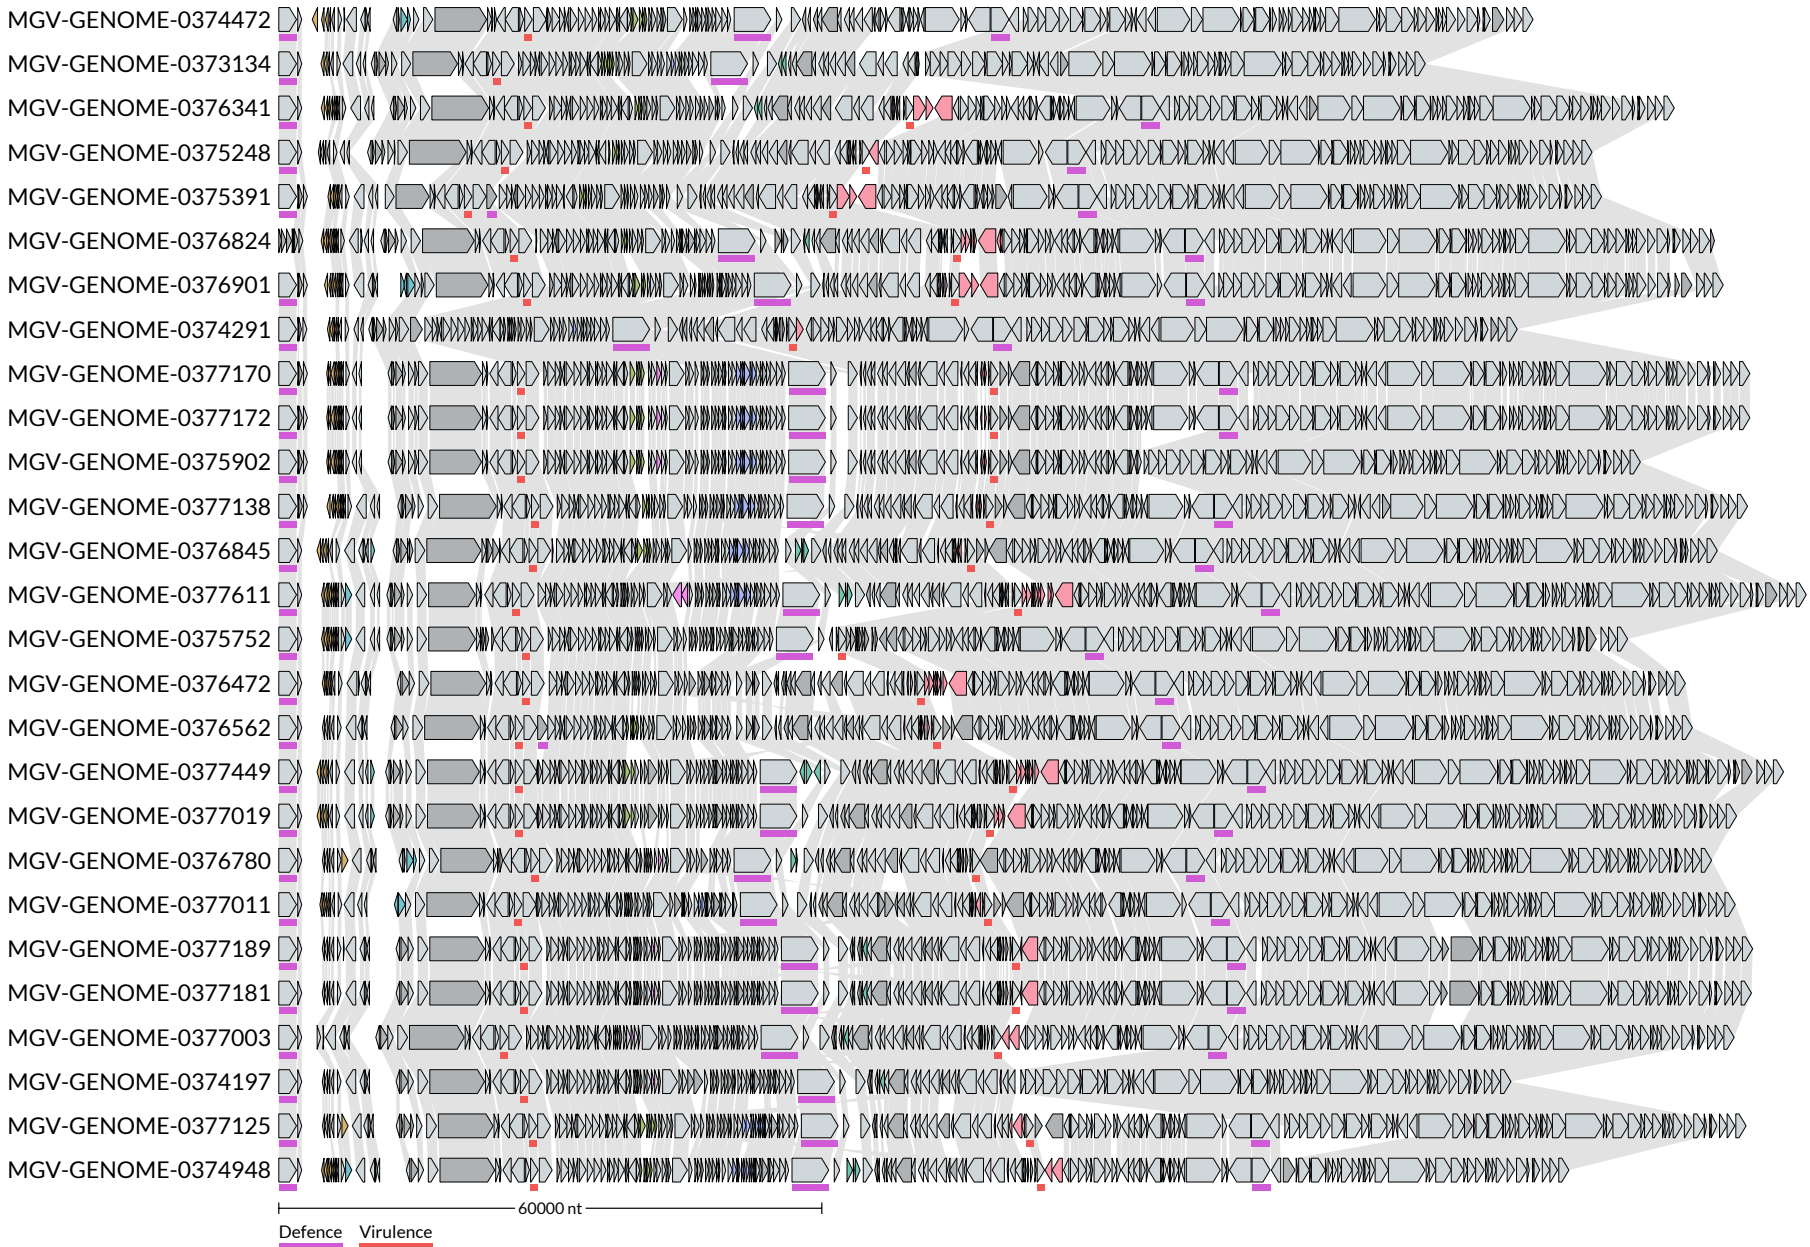 MGV-GENOME-0374472
MGV-GENOME-0373134
MGV-GENOME-0376341
MGV-GENOME-0375248
MGV-GENOME-0375391
MGV-GENOME-0376824
MGV-GENOME-0376901
MGV-GENOME-0374291
MGV-GENOME-0377170
MGV-GENOME-0377172
MGV-GENOME-0375902
MGV-GENOME-0377138
MGV-GENOME-0376845
MGV-GENOME-0377611
MGV-GENOME-0375752
MGV-GENOME-0376472
MGV-GENOME-0376562
MGV-GENOME-0377449
MGV-GENOME-0377019
MGV-GENOME-0376780
MGV-GENOME-0377011
MGV-GENOME-0377189
MGV-GENOME-0377181
MGV-GENOME-0377003
MGV-GENOME-0374197
MGV-GENOME-0377125
MGV-GENOME-0374948
60000 nt
Defence Virulence